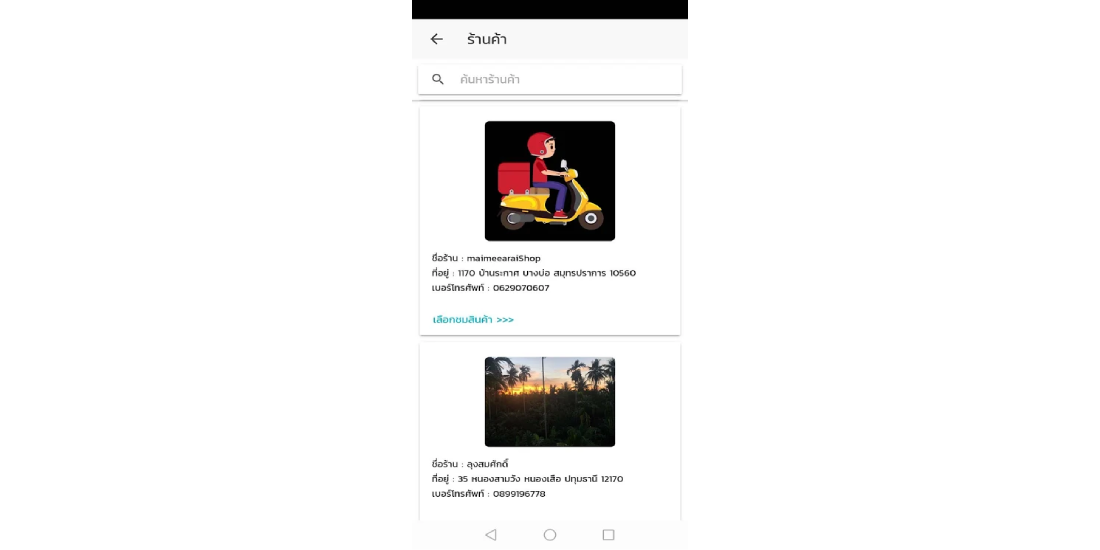 ร้านค้า
ค้นหาร้านค้า
ชื่อร้าน : maimeearaiShop
ที่อยู่ : 1170 บ้านระกาศ บางบ่อ สมุทรปราการ 10560
เบอร์โทรศัพท์ : 0629070607
เลือกชมสินค้า >>>
ชื่อร้าน : ลุงสมศักดิ์
ที่อยู่ : 35 หนองสามวัง หนองเสือ ปทุมธานี 12170
เบอร์โทรศัพท์ : 0899196778